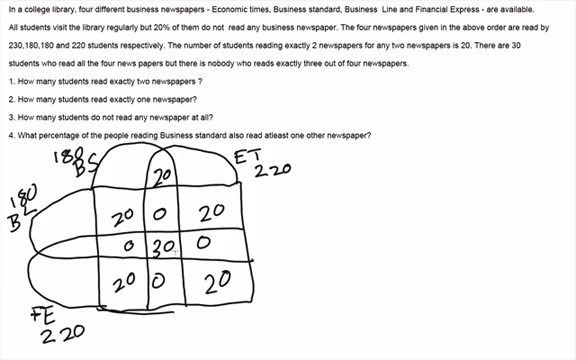 In a college library, four different business newspapers - Economic times, Business standard, Business Line and Financial Express - are available.
All students visit the library regularly but 20% of them do not read any business newspaper. The four newspapers given in the above order are read by
230,180,180 and 220 students respectively. The number of students reading exactly 2 newspapers for any two newspapers is 20. There are 30
students who read all the four news papers but there is nobody who reads exactly three out of four newspapers.
1. How many students read exactly two newspapers ?
2. How many students read exactly one newspaper?
3. How many students do not read any newspaper at all?
4. What percentage of the people reading Business standard also read atleast one other newspaper?
180
BS
ET
220
20
180
BL
20 0 20
0 30 0
20 0 20
FE
220